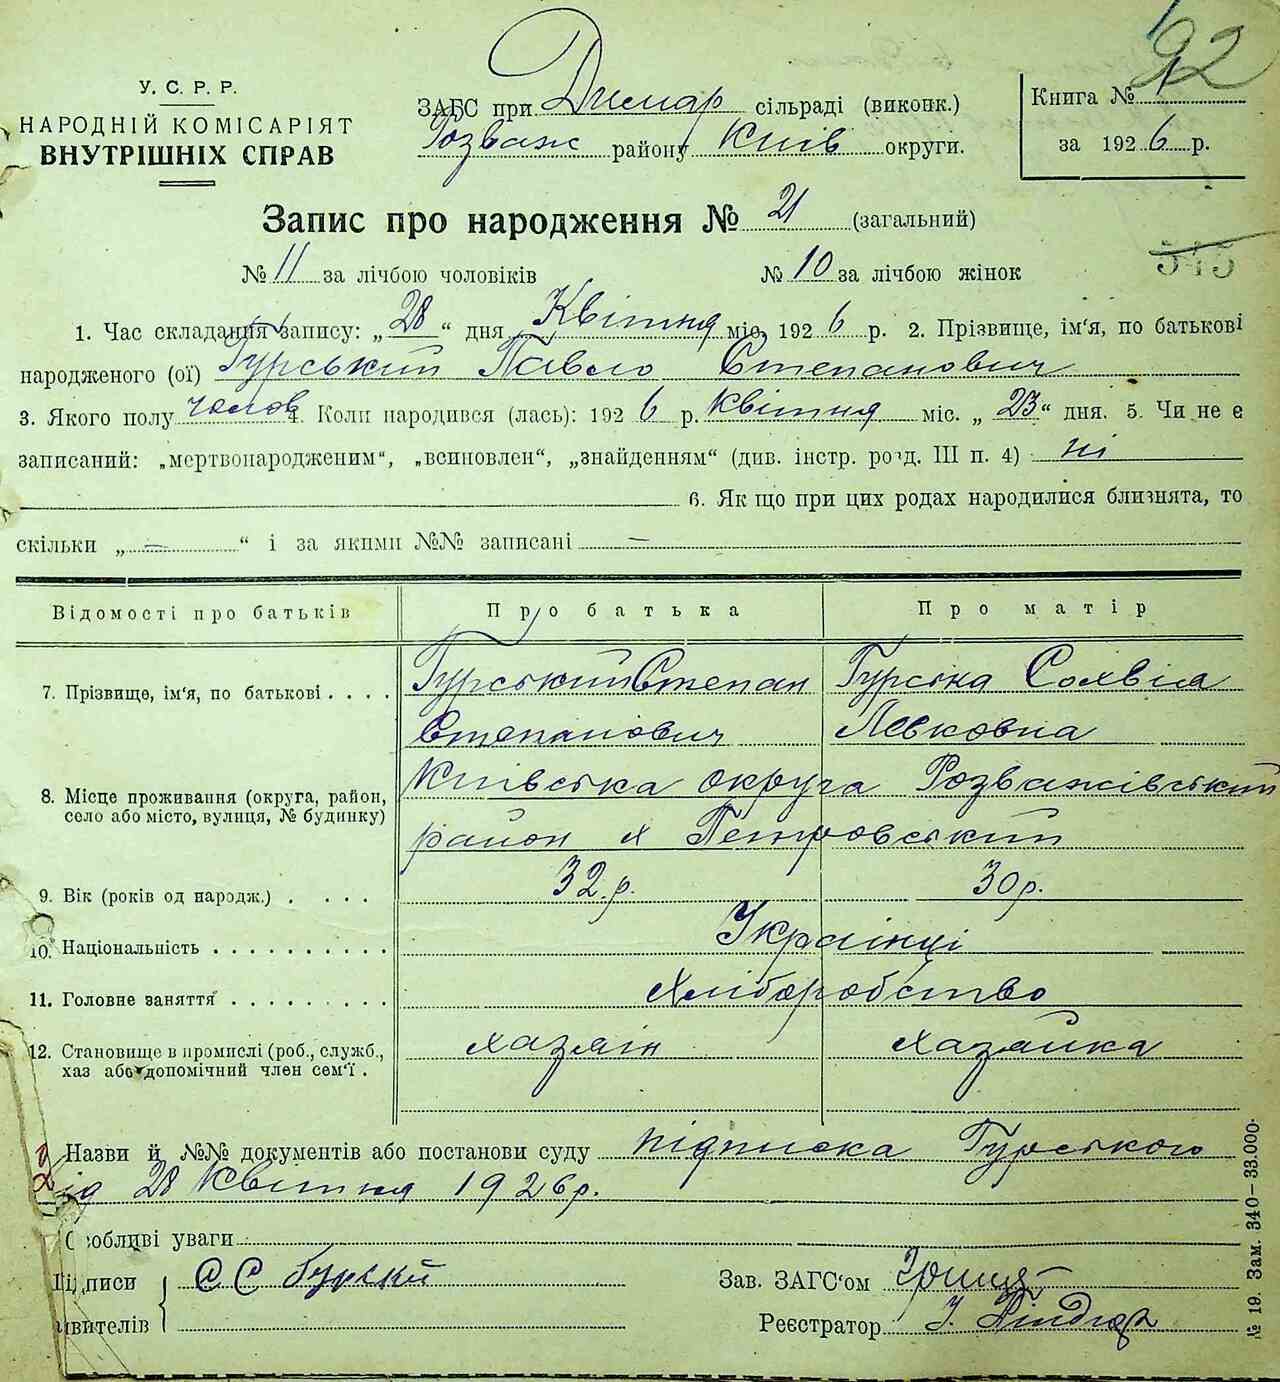 92
У. С. Р. Р.
НАРОДНІЙ КОМІСАРІЯТ
ВНУТРІШНІХ СПРАВ
ЗАГС при Димар сільраді (виконк.)
Розваж району Київ округи.
Книга №
за 1926 р.
Запис про народження № 21 (загальний)
545
№ 11 за лічбою чоловіків № 10 за лічбою жінок
1. Час складання запису: „28“ дня Квітня міс. 1926 р. 2. Прізвище, ім‘я, по батькові
народженого (ої) Гурський Павло Степанович
3. Якого полу чолов 4. Коли народився (лась): 1926 р. квітня міс. „23“ дня. 5. Чи не є
записаний: „мертвонародженим“, „всиновлен“, „знайденням“ (див. інстр. розд. III п. 4) ні
6. Як що при цих родах народилися близнята, то
скільки „ — “ і за якими №№ записані —
Відомості про батьків Про батька Про матір
7. Прізвище, ім‘я, по батькові . . . . Гурський Степан Гурська Соловіа
Степанович Левковна
8. Місце проживання (округа, район,
село або місто, вулиця, № будинку)
Київська округа Розважівський
район х Петровський
9. Вік (років од народж.) . . . . 32 р. 30 р.
10. Національність . . . . . . . . . . Українці
11. Головне заняття . . . . . . . . . Хліборобство
12. Становище в промислі (роб., служб.,
хаз або допомічний член сем‘ї .
хазяін хазяйка
Назви й №№ документів або постанови суду підписка Гурського
від 28 Квітня 1926 р.
2
Особливі уваги
Підписи С С Гурский
явителів
Зав. ЗАГС‘ом
Реєстратор
№ 19. Зам. 340—33.000.